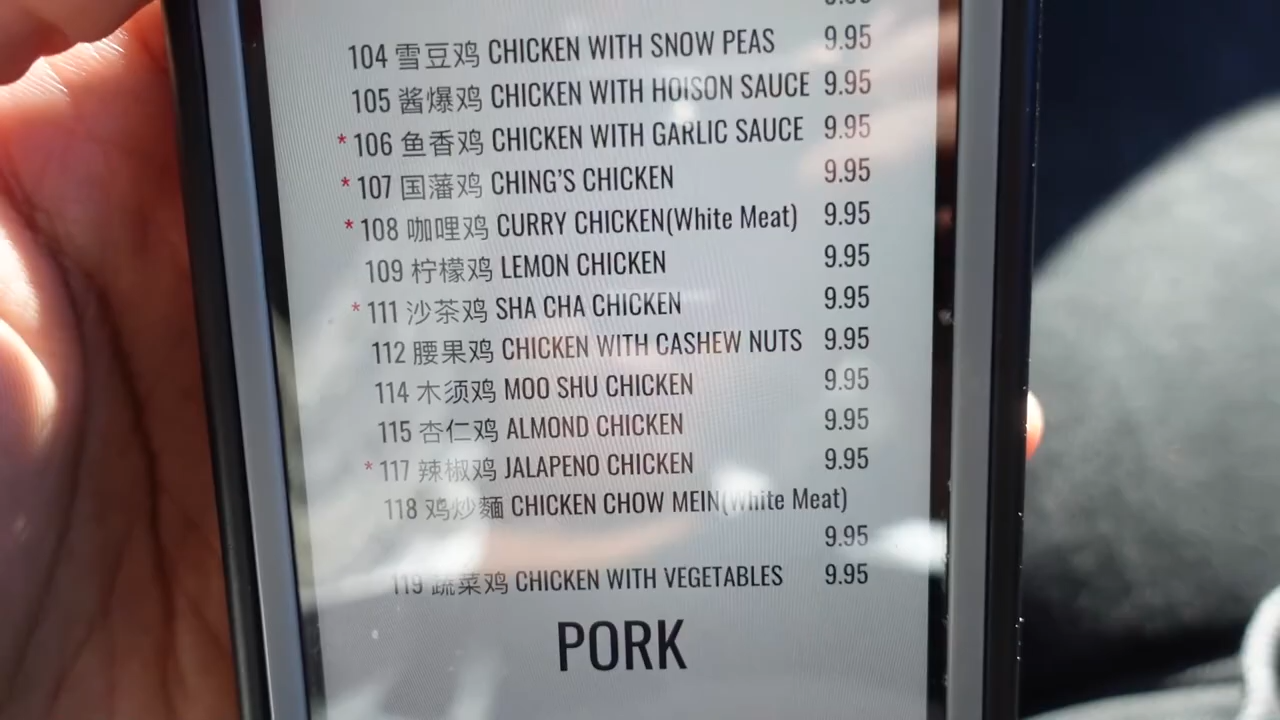 104 雪豆鸡 CHICKEN WITH SNOW PEAS 9.95
105 酱爆鸡 CHICKEN WITH HOISON SAUCE 9.95
* 106 鱼香鸡 CHICKEN WITH GARLIC SAUCE 9.95
* 107 国藩鸡 CHING'S CHICKEN 9.95
* 108 咖哩鸡 CURRY CHICKEN(White Meat) 9.95
109 柠檬鸡 LEMON CHICKEN 9.95
* 111 沙茶鸡 SHA CHA CHICKEN 9.95
112 腰果鸡 CHICKEN WITH CASHEW NUTS 9.95
114 木须鸡 MOO SHU CHICKEN 9.95
115 杏仁鸡 ALMOND CHICKEN 9.95
* 117 辣椒鸡 JALAPENO CHICKEN 9.95
118 鸡炒麵 CHICKEN CHOW MEIN(White Meat)
9.95
119 蔬菜鸡 CHICKEN WITH VEGETABLES 9.95
PORK